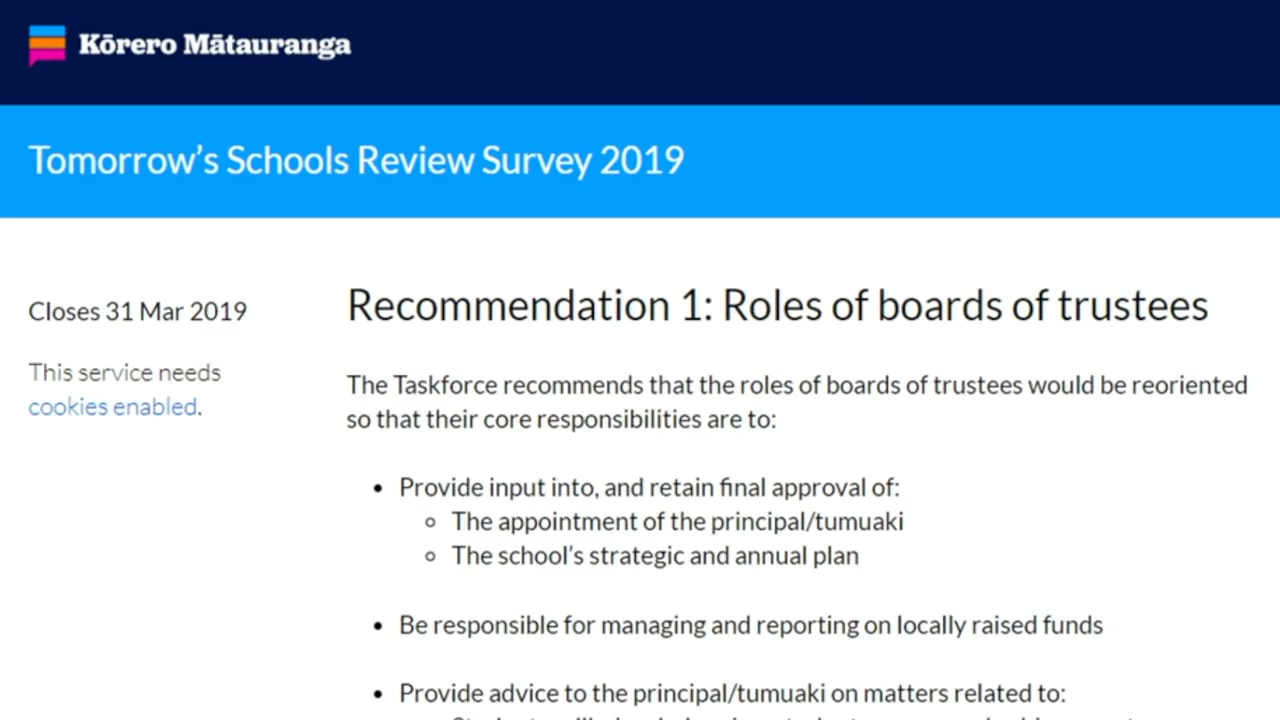 Kōrero Mātauranga
Tomorrow's Schools Review Survey 2019
Closes 31 Mar 2019
This service needs
cookies enabled.
Recommendation 1: Roles of boards of trustees
The Taskforce recommends that the roles of boards of trustees would be reoriented
so that their core responsibilities are to:
• Provide input into, and retain final approval of:
◦ The appointment of the principal/tumuaki
◦ The school's strategic and annual plan
• Be responsible for managing and reporting on locally raised funds
• Provide advice to the principal/tumuaki on matters related to: